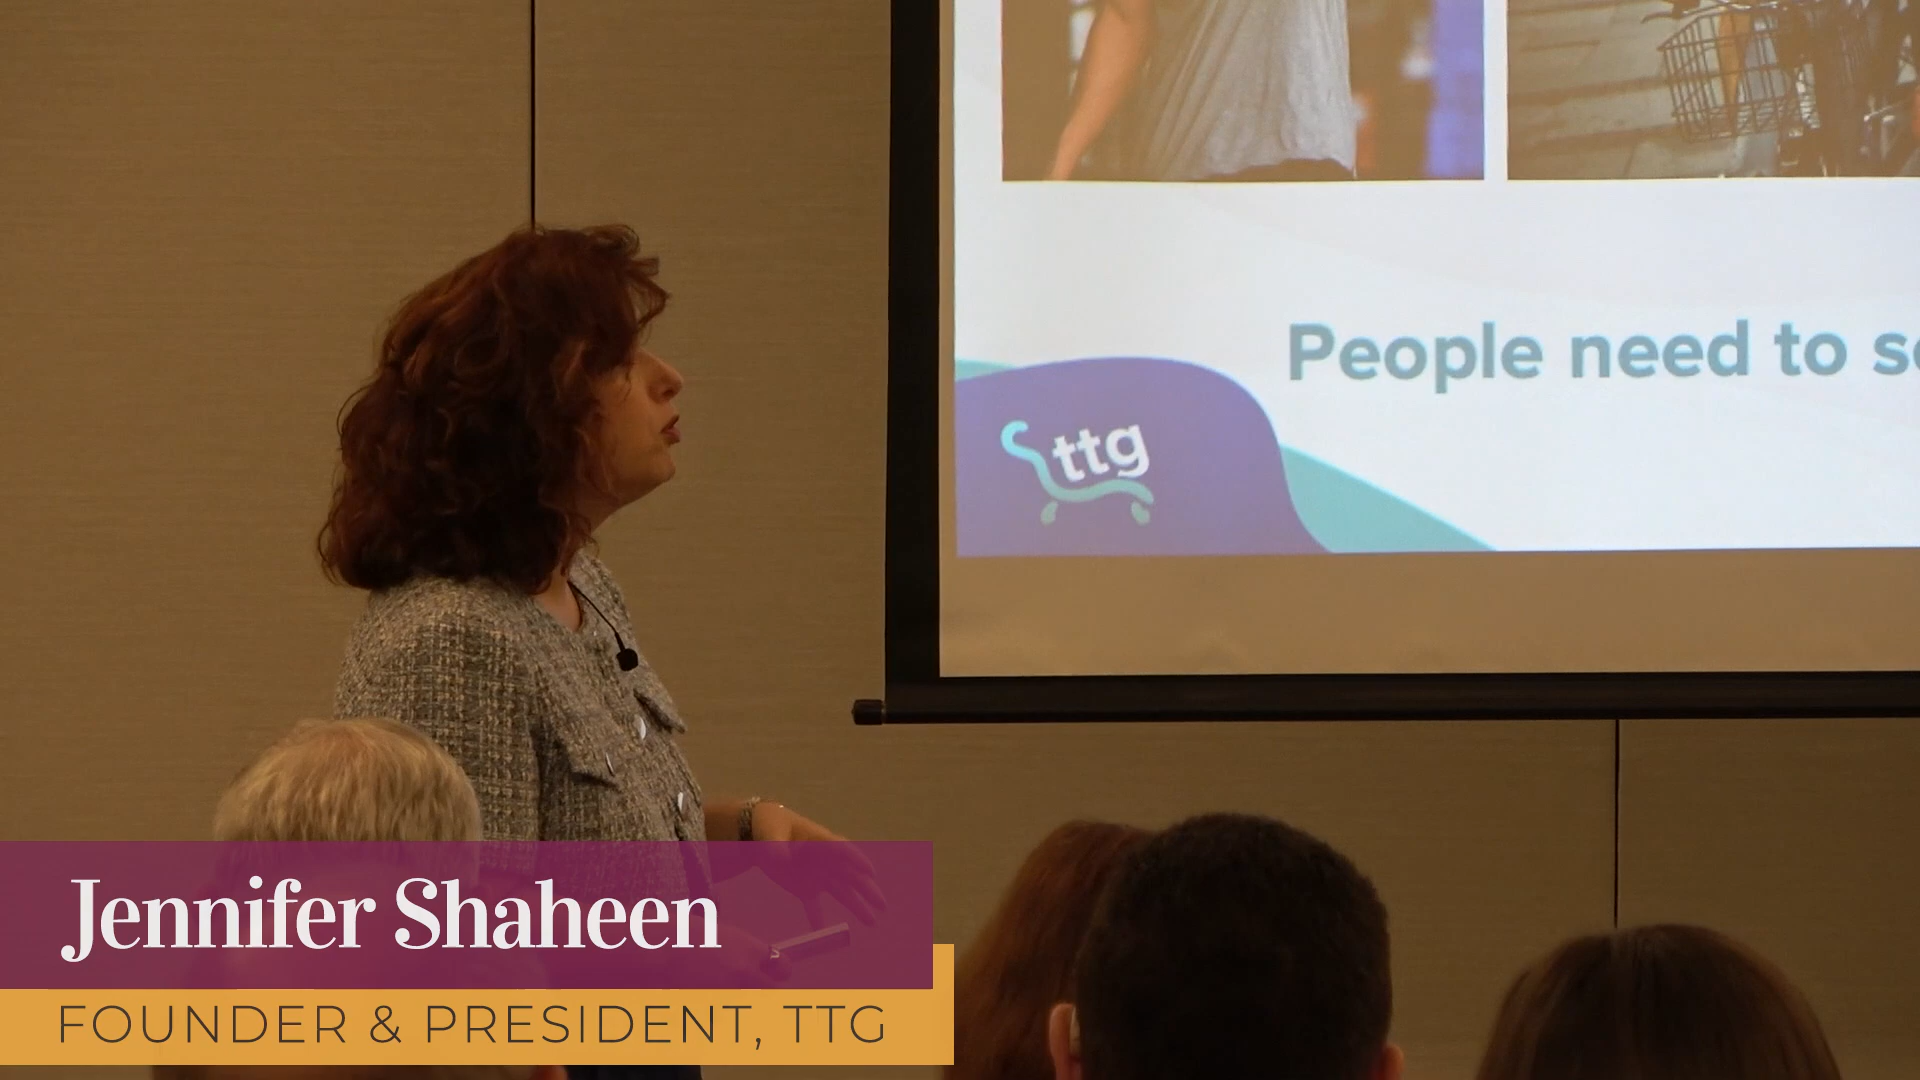 People need to
ttg
Jennifer Shaheen
FOUNDER & PRESIDENT, TTG